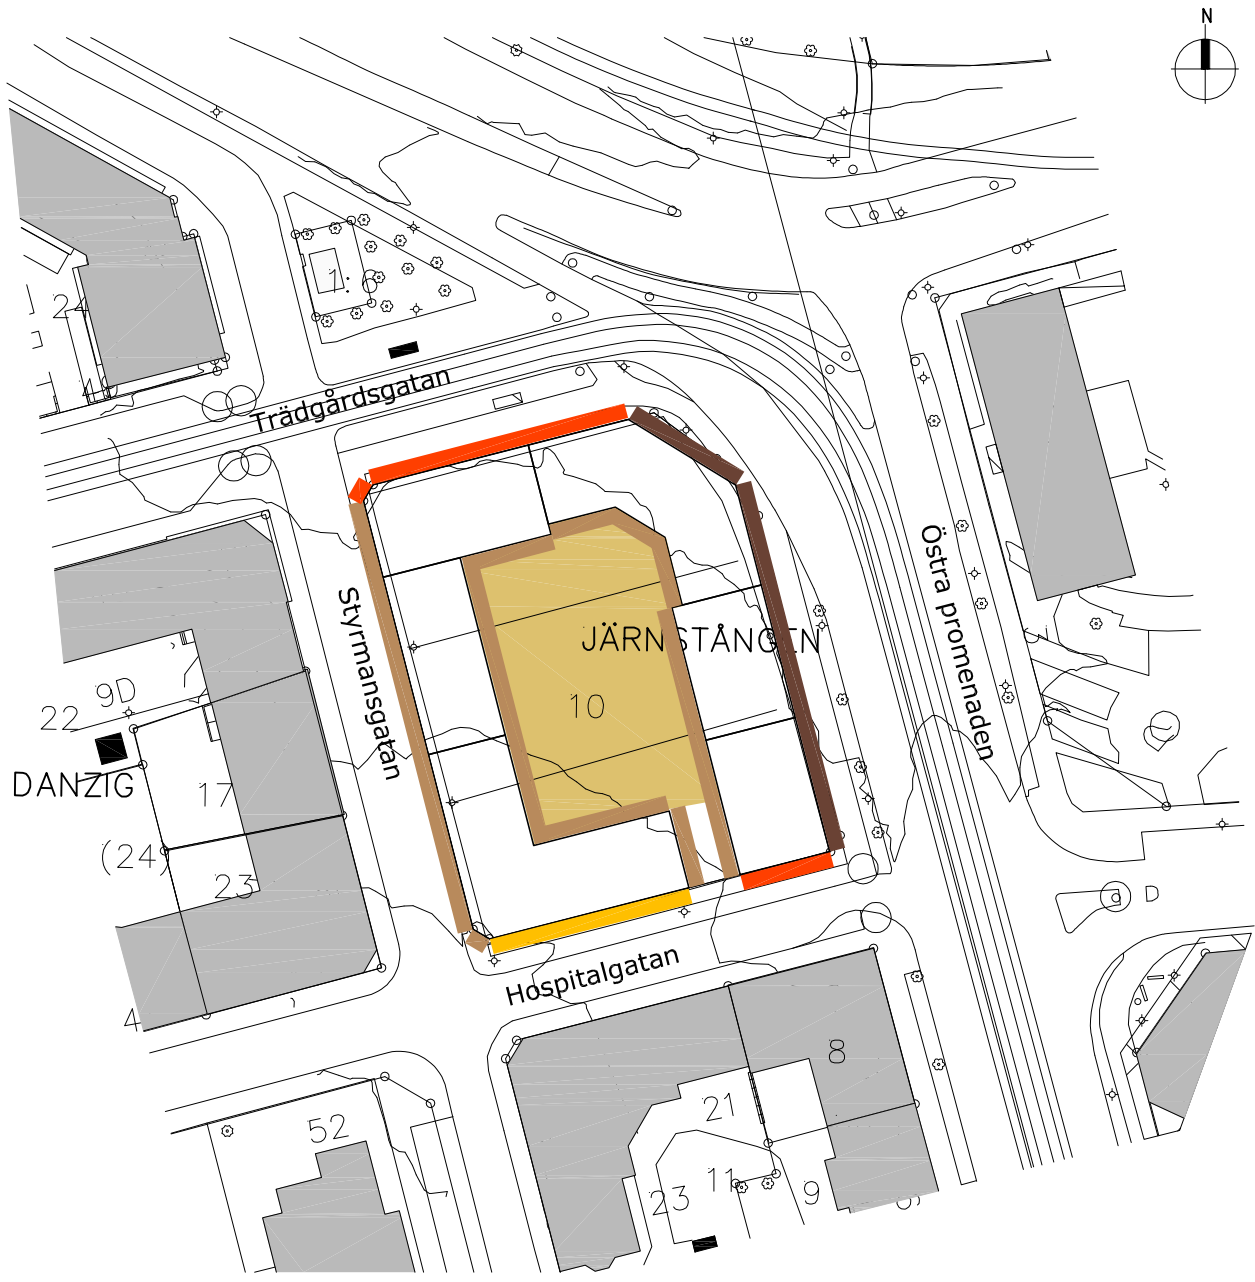 N
24
1:
Trädgårdsgatan
Östra promenaden
Styrmansgatan
JÄRNSTÅNGEN
10
9D
22
DANZIG
17
(24)
23
D
Hospitalgatan
4
8
21
52
11
23
9